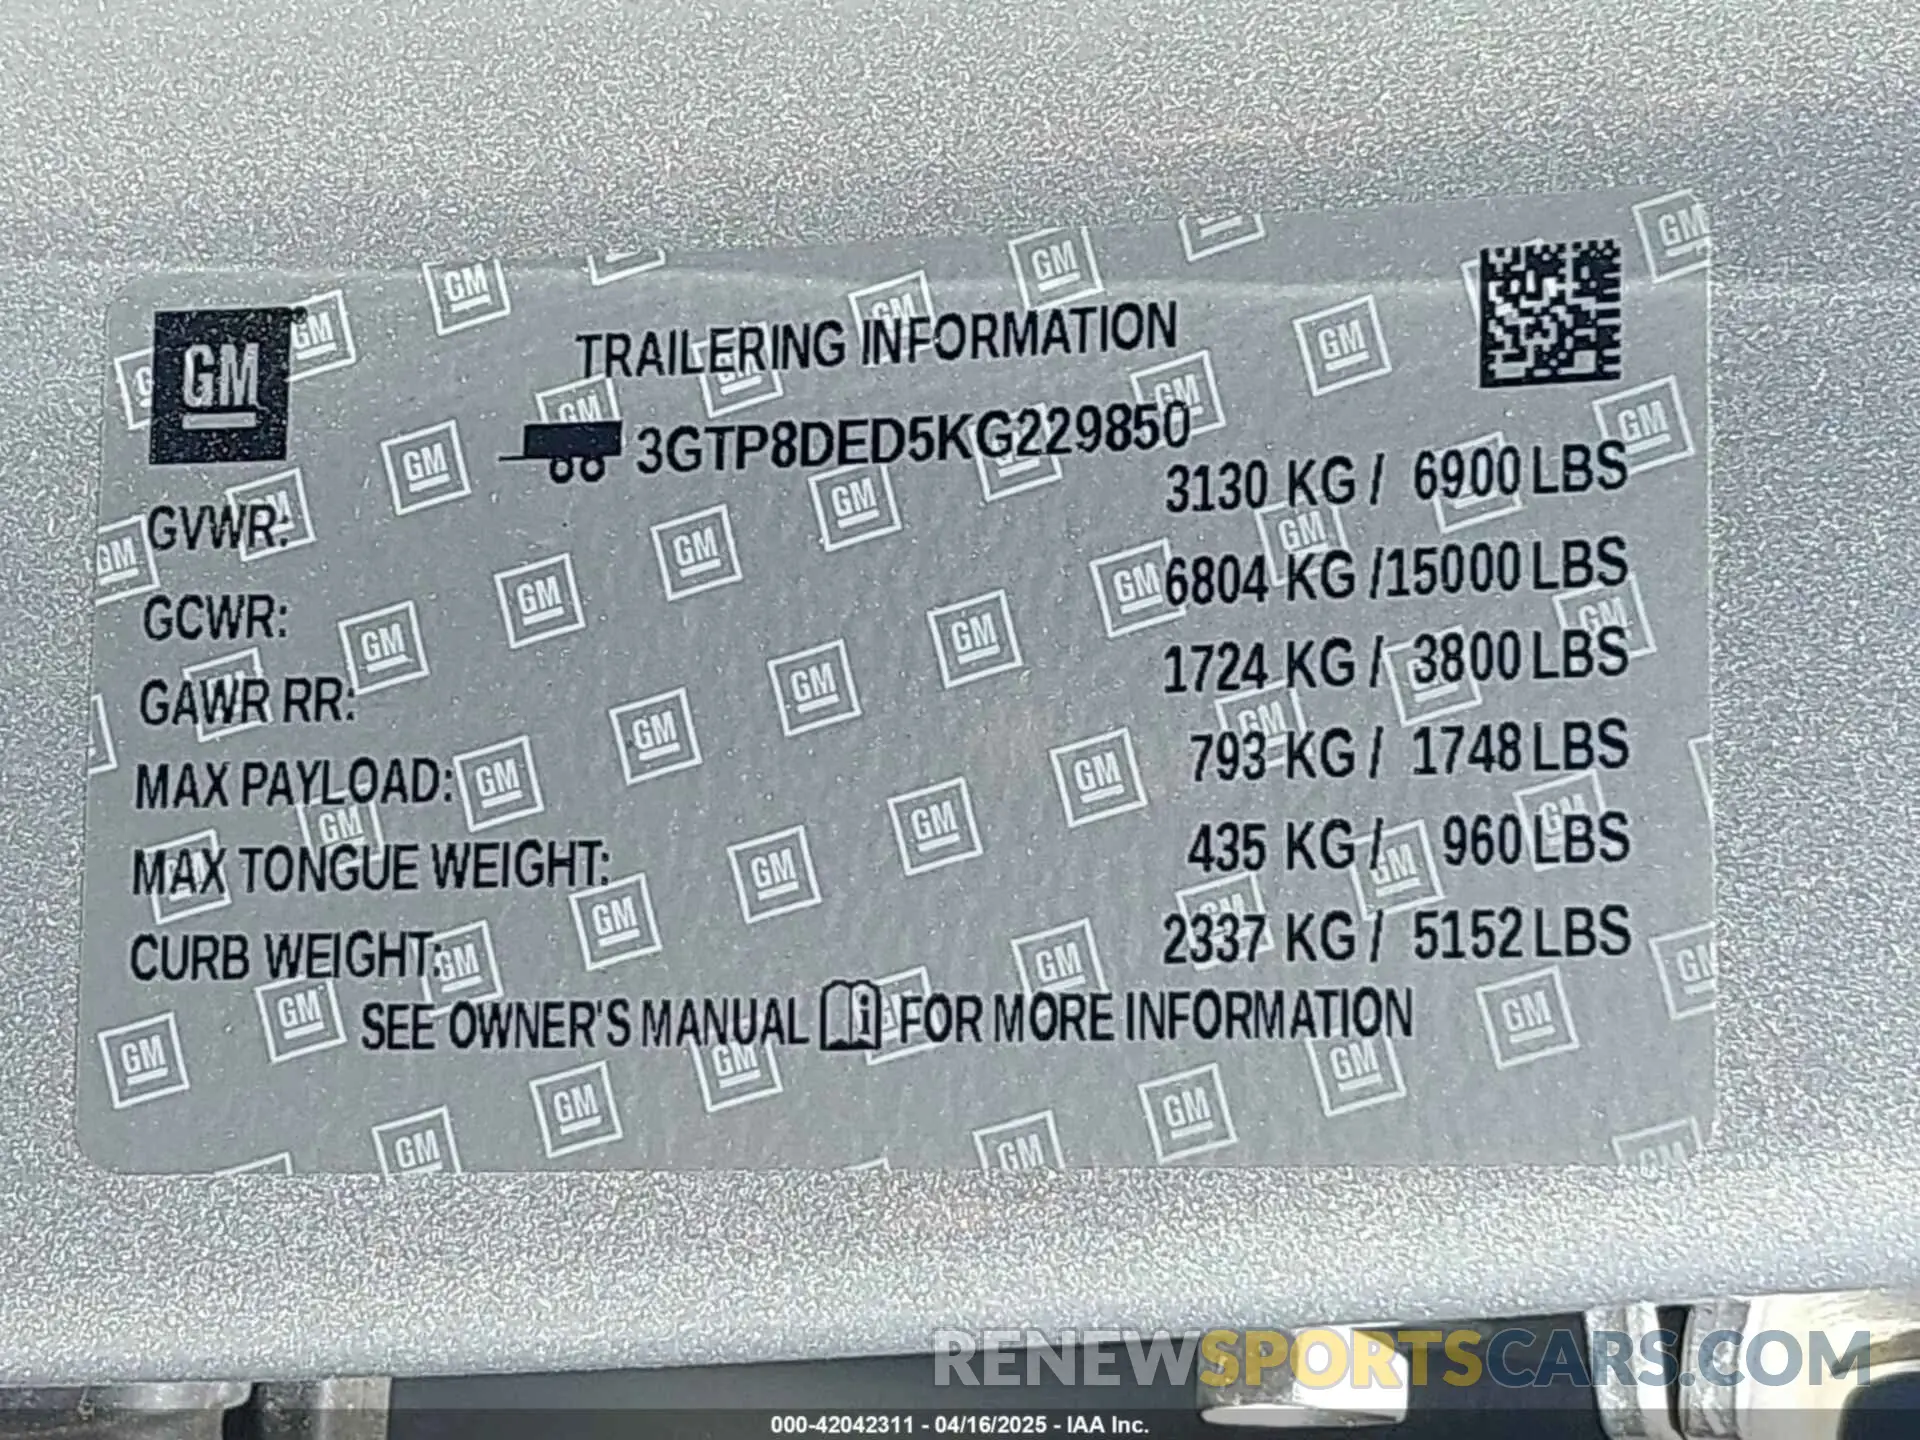 GM
TRAILERING INFORMATION
3GTP8DED5KG229850
GVWR: 3130 KG / 6900 LBS
GCWR: 6804 KG /15000 LBS
GAWR RR: 1724 KG / 3800 LBS
MAX PAYLOAD: 793 KG / 1748 LBS
MAX TONGUE WEIGHT: 435 KG / 960 LBS
CURB WEIGHT: 2337 KG / 5152 LBS
SEE OWNER'S MANUAL i FOR MORE INFORMATION
RENEWSPORTSCARS.COM
000-42042311 - 04/16/2025 - IAA Inc.